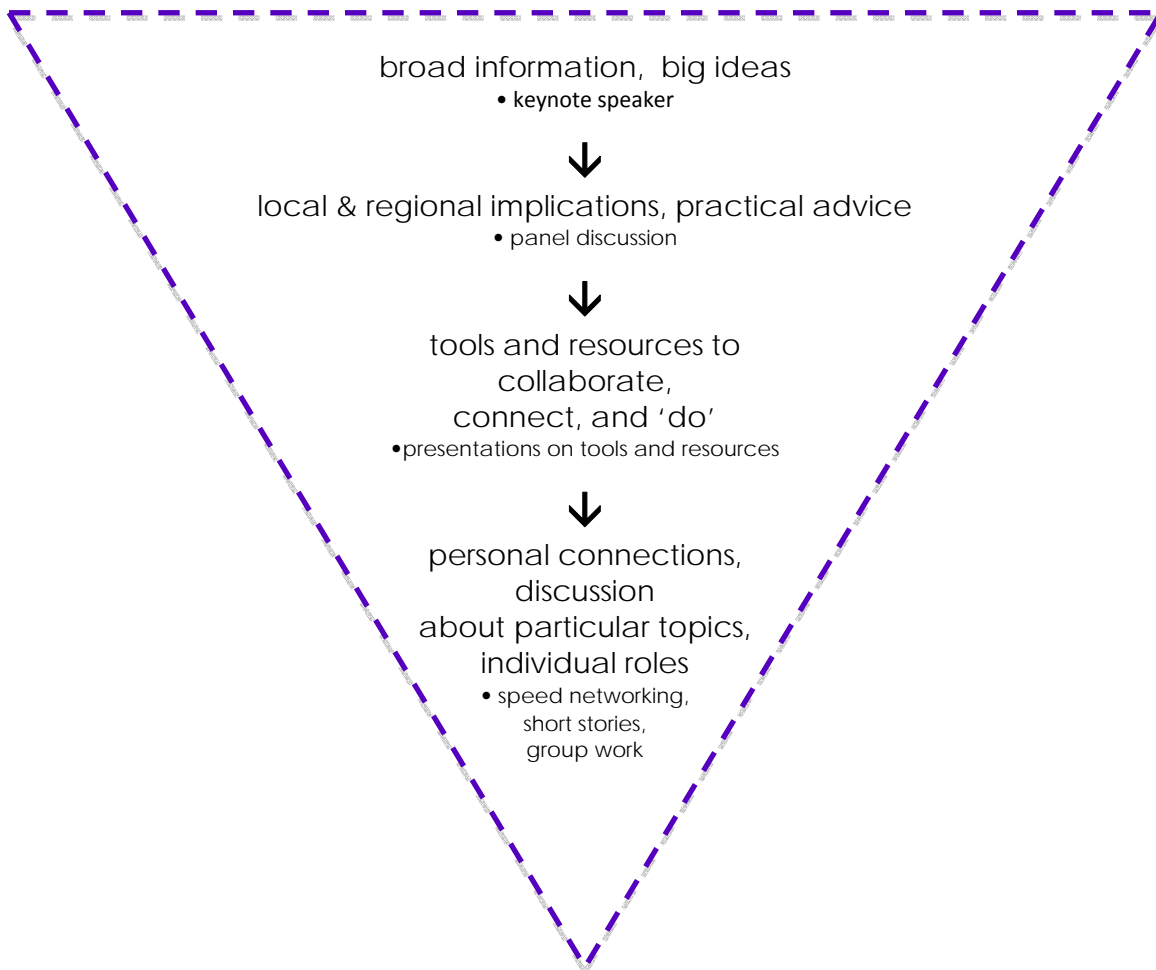 broad information, big ideas
• keynote speaker
↓
local & regional implications, practical advice
• panel discussion
↓
tools and resources to
collaborate,
connect, and ‘do’
•presentations on tools and resources
↓
personal connections,
discussion
about particular topics,
individual roles
• speed networking,
short stories,
group work